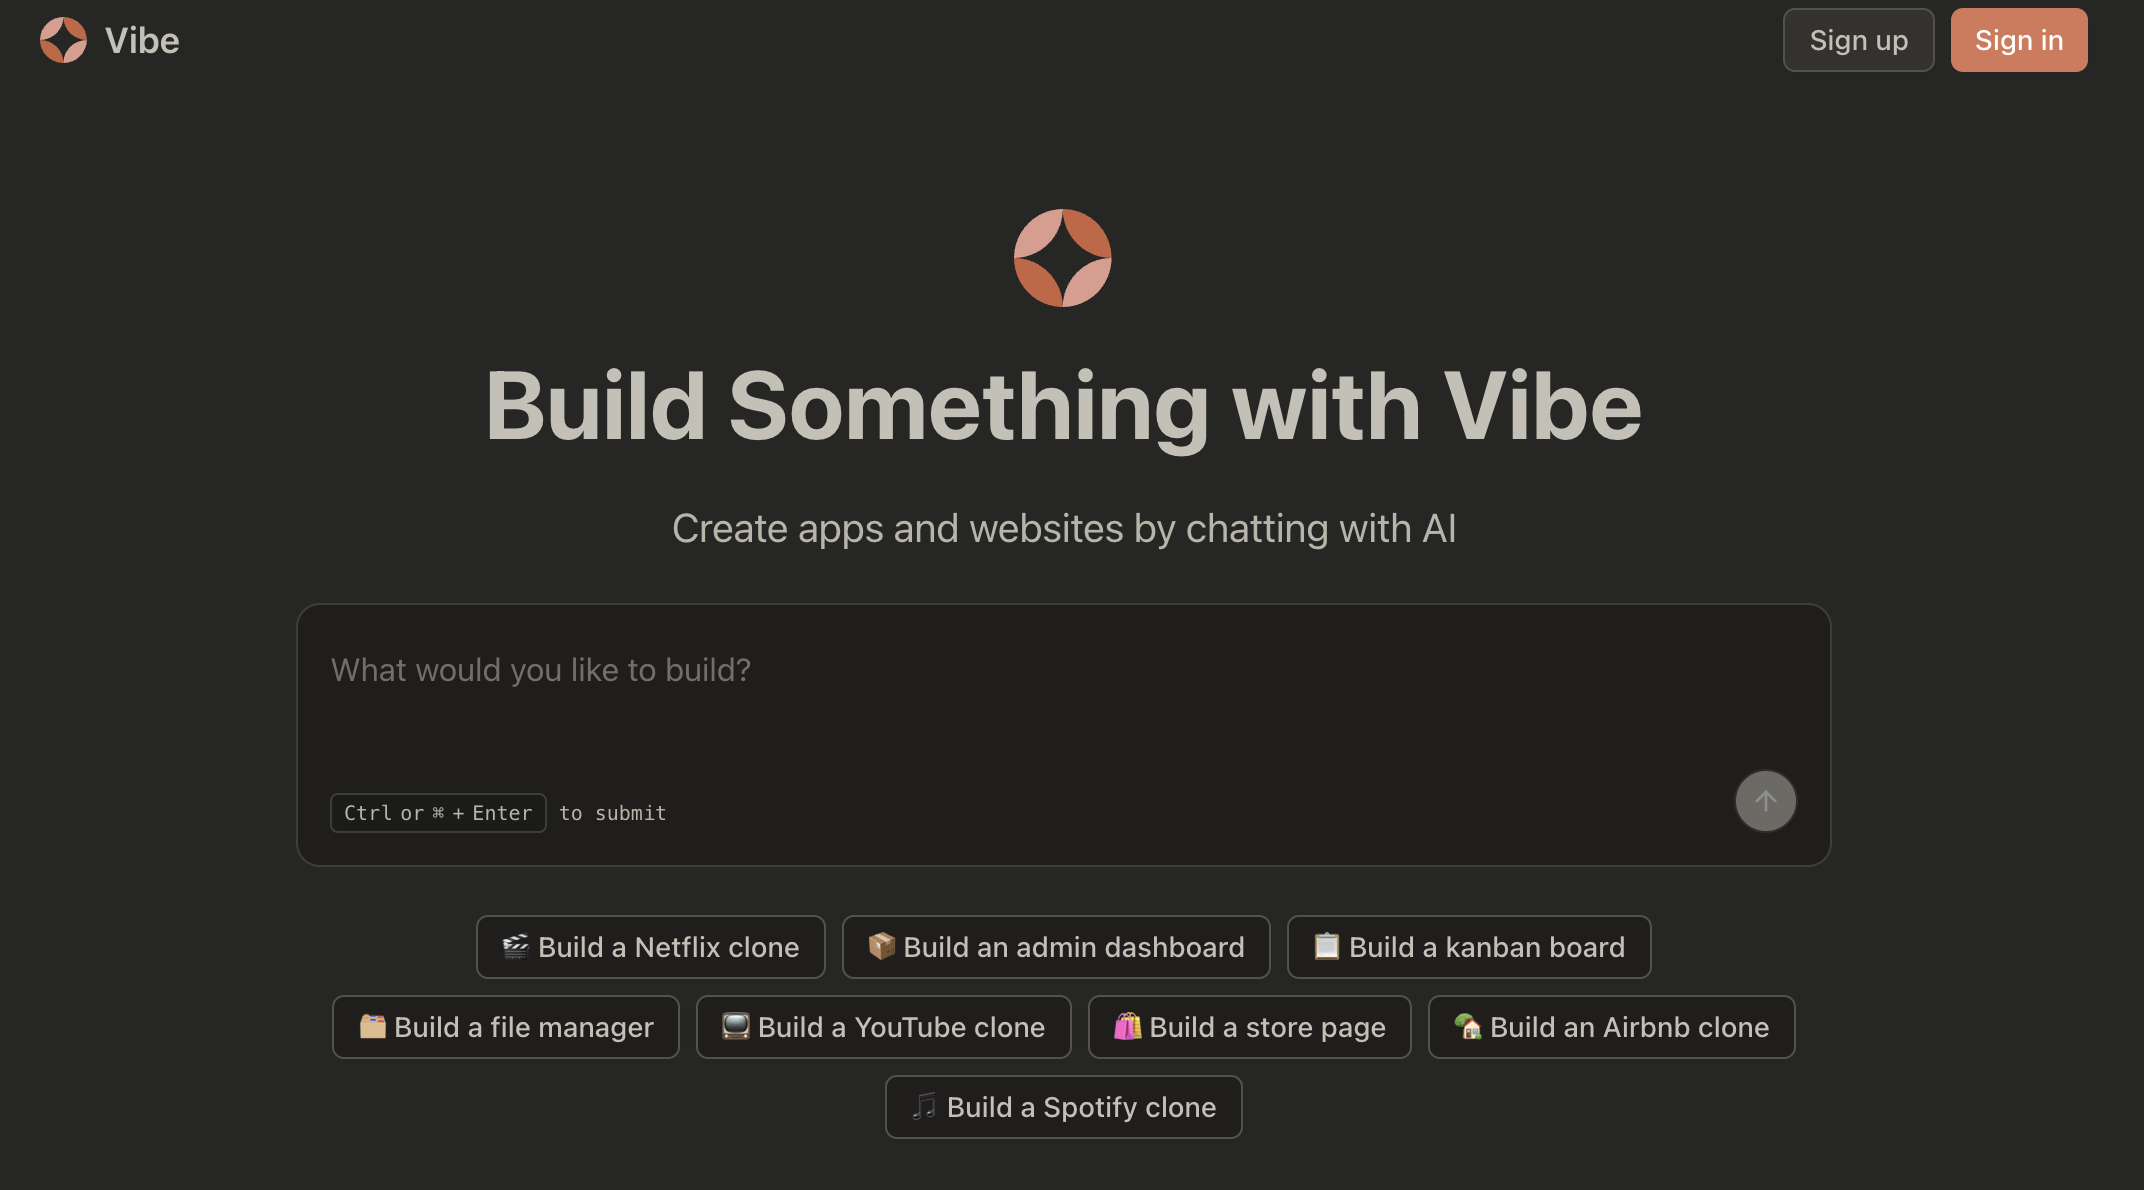 Vibe
Sign up
Sign in
Build Something with Vibe
Create apps and websites by chatting with AI
What would you like to build?
Ctrl or ⌘ + Enter to submit
Build a Netflix clone
Build an admin dashboard
Build a kanban board
Build a file manager
Build a YouTube clone
Build a store page
Build an Airbnb clone
Build a Spotify clone